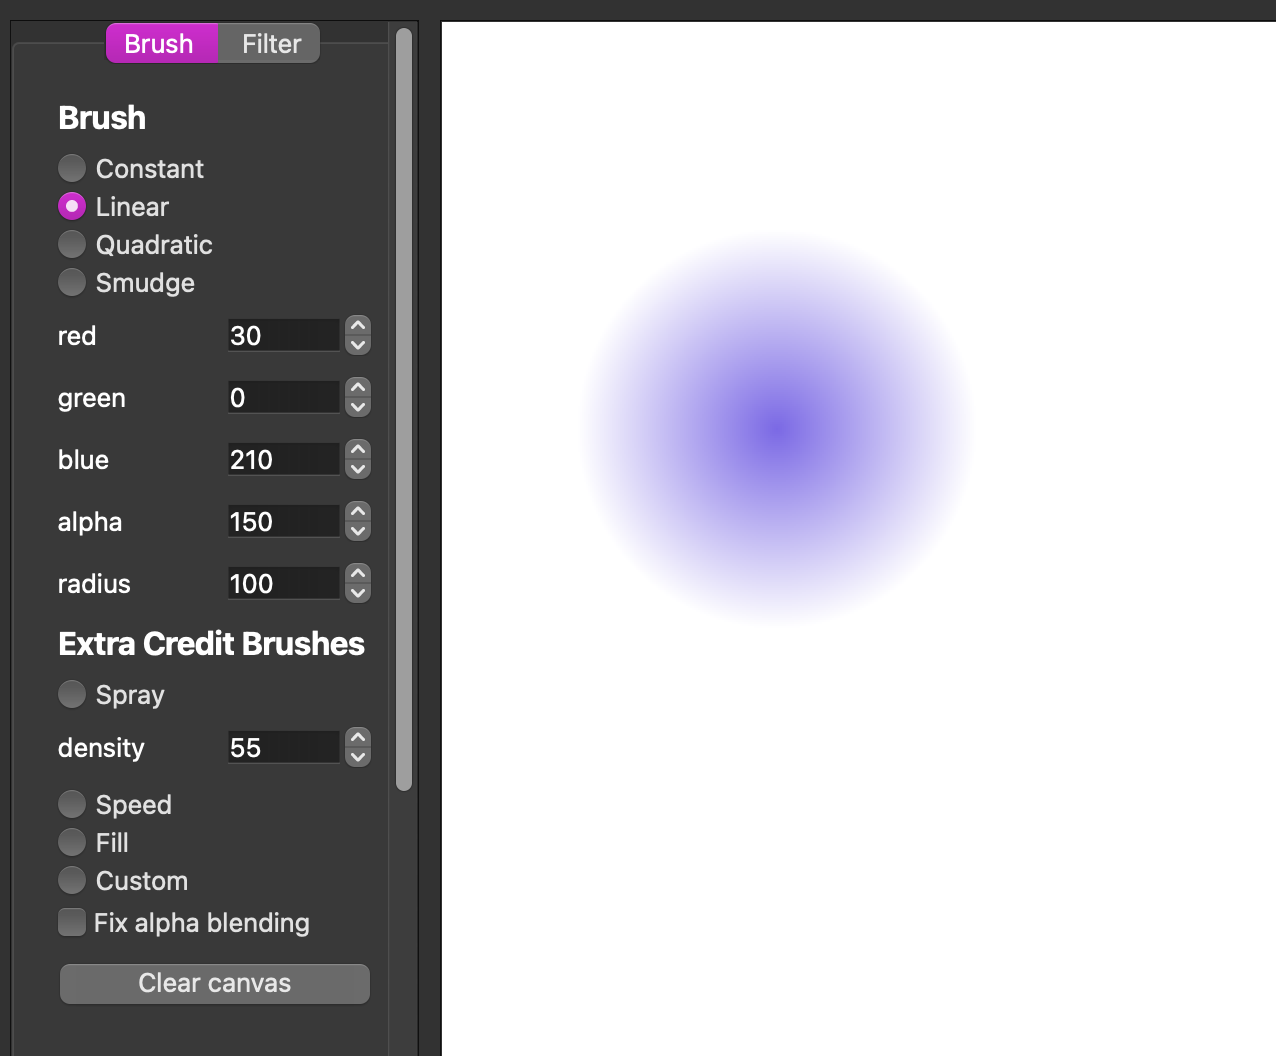 Brush Filter
Brush
Constant
Linear
Quadratic
Smudge
red 30
green 0
blue 210
alpha 150
radius 100
Extra Credit Brushes
Spray
density 55
Speed
Fill
Custom
Fix alpha blending
Clear canvas